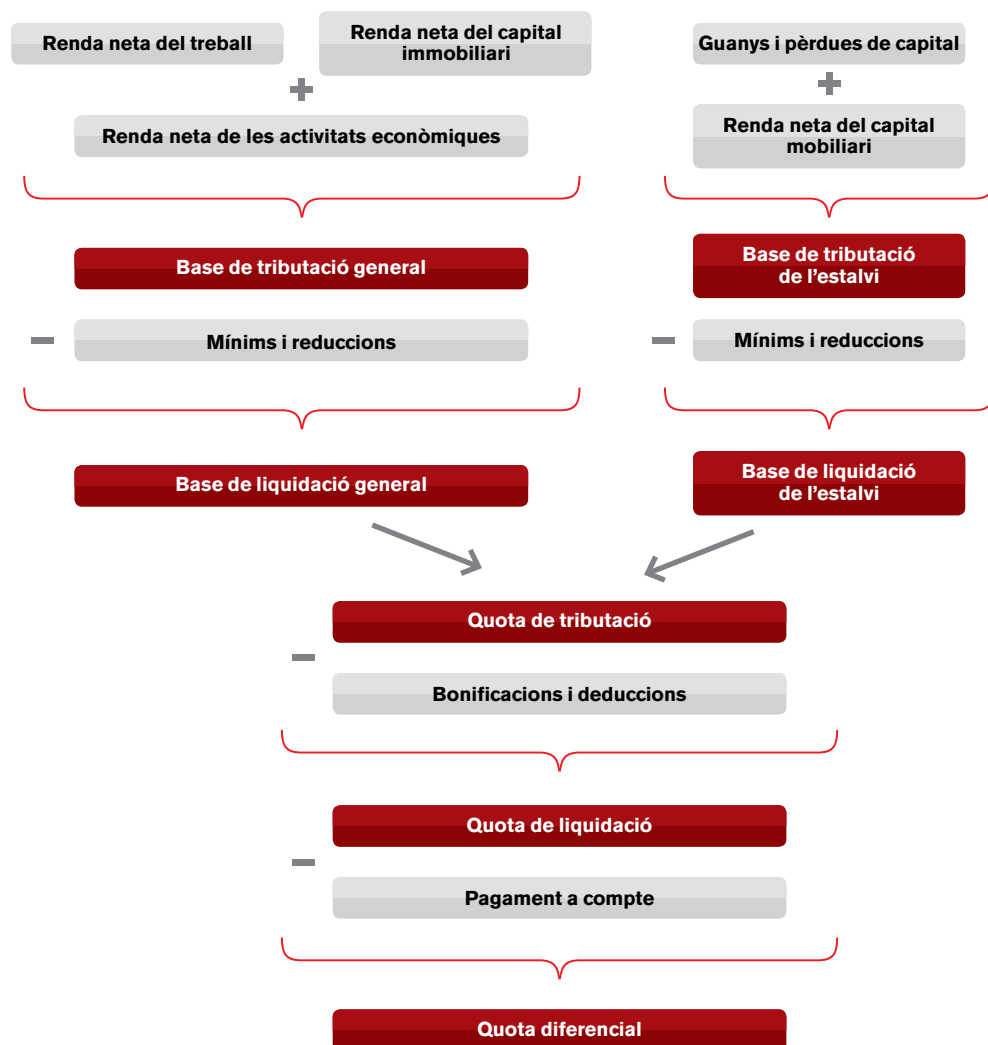 Renda neta del treball
Renda neta del capital
immobiliari
+
Renda neta de les activitats econòmiques
Guanys i pèrdues de capital
+
Renda neta del capital
mobiliari
Base de tributació general
Base de tributació
de l’estalvi
−
Mínims i reduccions
−
Mínims i reduccions
Base de liquidació general
Base de liquidació
de l’estalvi
Quota de tributació
−
Bonificacions i deduccions
Quota de liquidació
−
Pagament a compte
Quota diferencial